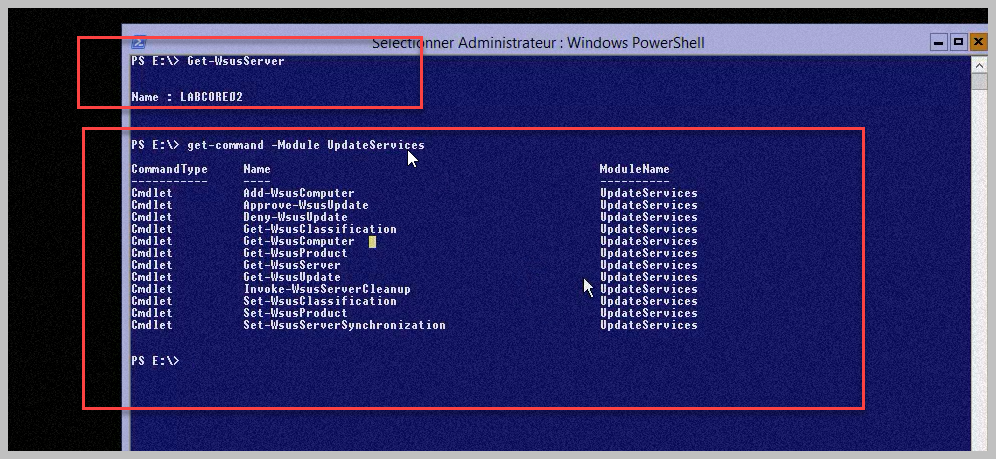 Sélectionner Administrateur : Windows PowerShell
PS E:\> Get-WsusServer
Name : LABCORE02
PS E:\> get-command -Module UpdateServices
CommandType Name ModuleName
----------- ---- ----------
Cmdlet Add-WsusComputer UpdateServices
Cmdlet Approve-WsusUpdate UpdateServices
Cmdlet Deny-WsusUpdate UpdateServices
Cmdlet Get-WsusClassification UpdateServices
Cmdlet Get-WsusComputer UpdateServices
Cmdlet Get-WsusProduct UpdateServices
Cmdlet Get-WsusServer UpdateServices
Cmdlet Get-WsusUpdate UpdateServices
Cmdlet Invoke-WsusServerCleanup UpdateServices
Cmdlet Set-WsusClassification UpdateServices
Cmdlet Set-WsusProduct UpdateServices
Cmdlet Set-WsusServerSynchronization UpdateServices
PS E:\>